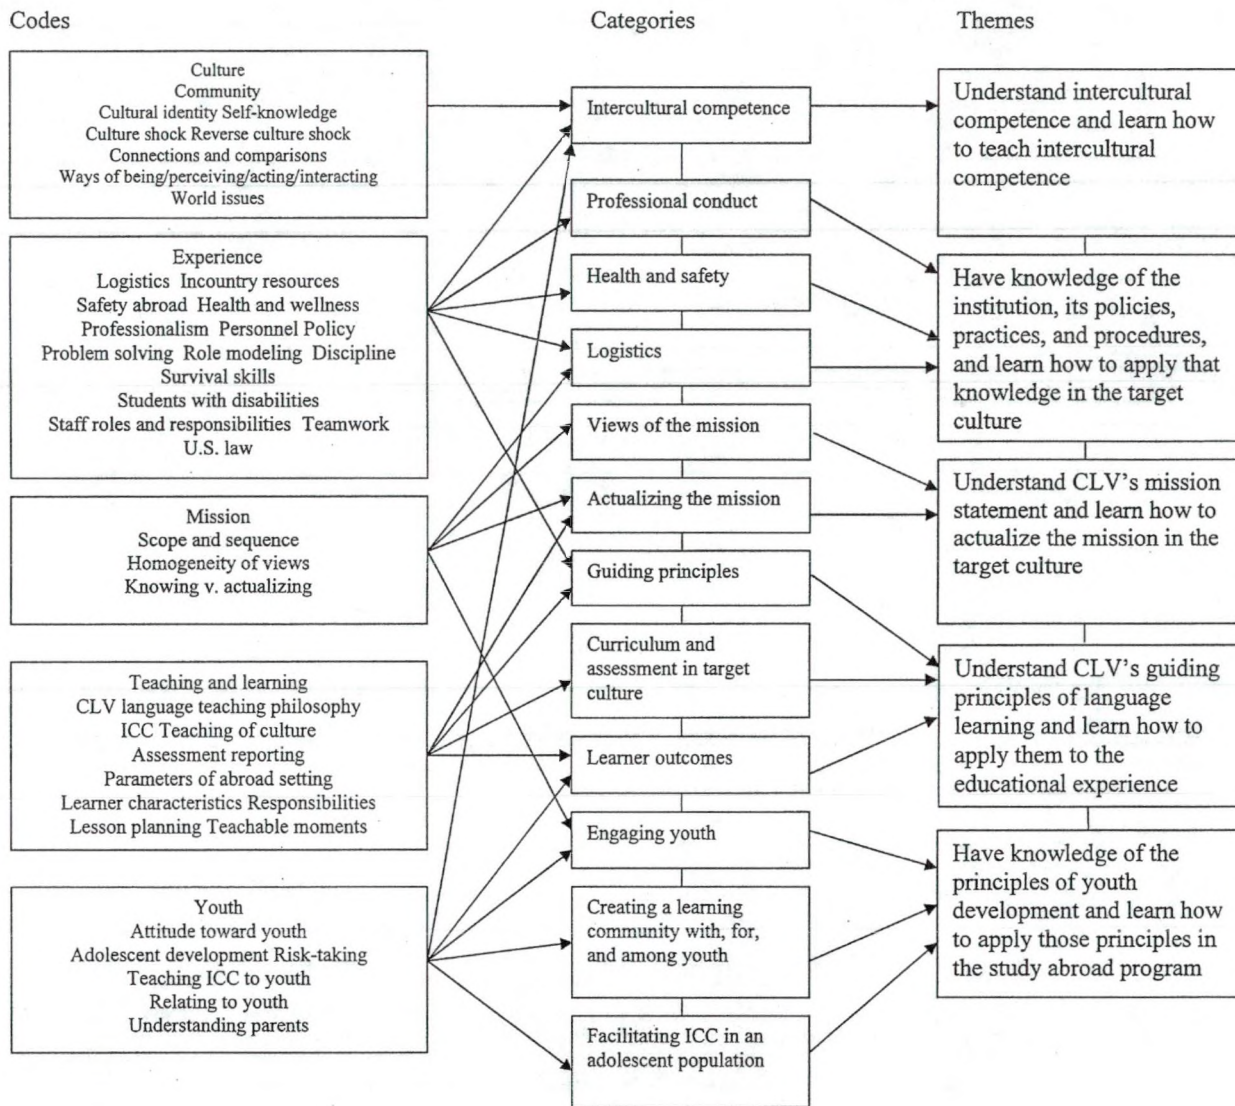 Codes
Categories
Themes
Culture
Community
Cultural identity Self-knowledge
Culture shock Reverse culture shock
Connections and comparisons
Ways of being/perceiving/acting/interacting
World issues
Experience
Logistics Incountry resources
Safety abroad Health and wellness
Professionalism Personnel Policy
Problem solving Role modeling Discipline
Survival skills
Students with disabilities
Staff roles and responsibilities Teamwork
U.S. law
Mission
Scope and sequence
Homogeneity of views
Knowing v. actualizing
Teaching and learning
CLV language teaching philosophy
ICC Teaching of culture
Assessment reporting
Parameters of abroad setting
Learner characteristics Responsibilities
Lesson planning Teachable moments
Youth
Attitude toward youth
Adolescent development Risk-taking
Teaching ICC to youth
Relating to youth
Understanding parents
Intercultural competence
Professional conduct
Health and safety
Logistics
Views of the mission
Actualizing the mission
Guiding principles
Curriculum and
assessment in target
culture
Learner outcomes
Engaging youth
Creating a learning
community with, for,
and among youth
Facilitating ICC in an
adolescent population
Understand intercultural
competence and learn how
to teach intercultural
competence
Have knowledge of the
institution, its policies,
practices, and procedures,
and learn how to apply that
knowledge in the target
culture
Understand CLV's mission
statement and learn how to
actualize the mission in the
target culture
Understand CLV's guiding
principles of language
learning and learn how to
apply them to the
educational experience
Have knowledge of the
principles of youth
development and learn how
to apply those principles in
the study abroad program